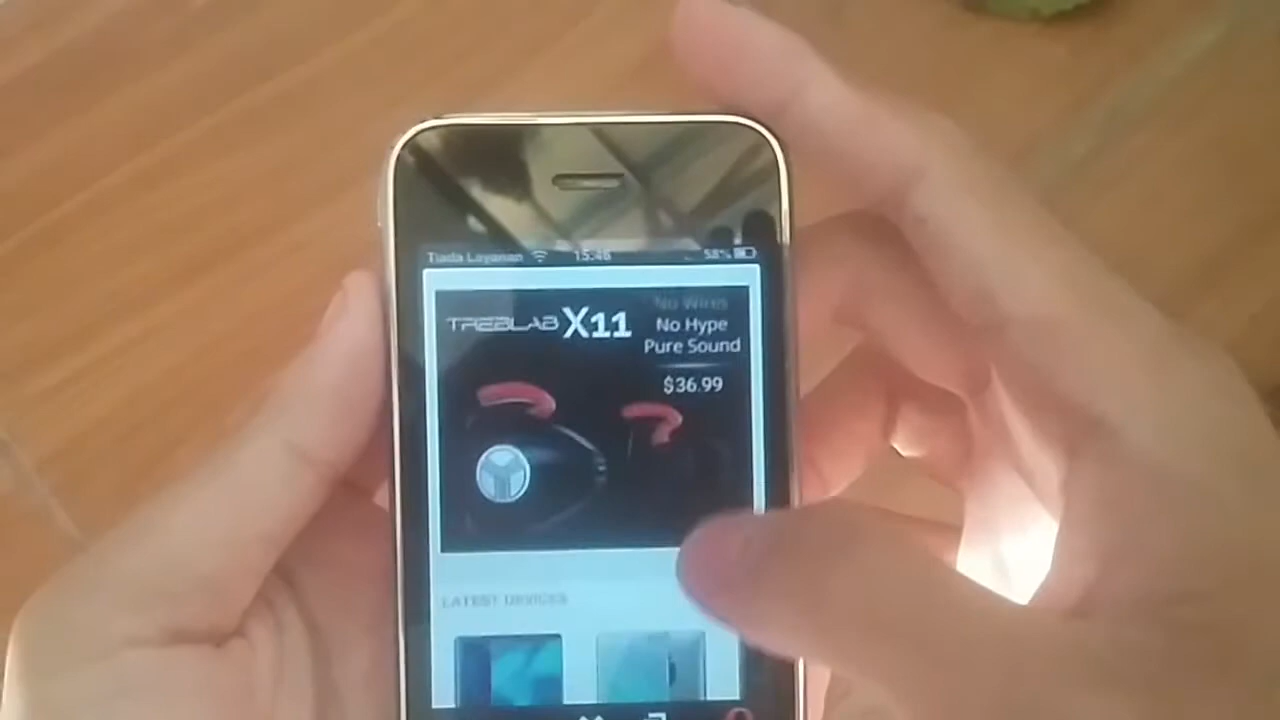 Tiada Layanan 15:46 58%
TREBLAB X11
No Wires
No Hype
Pure Sound
$36.99
LATEST DEVICES